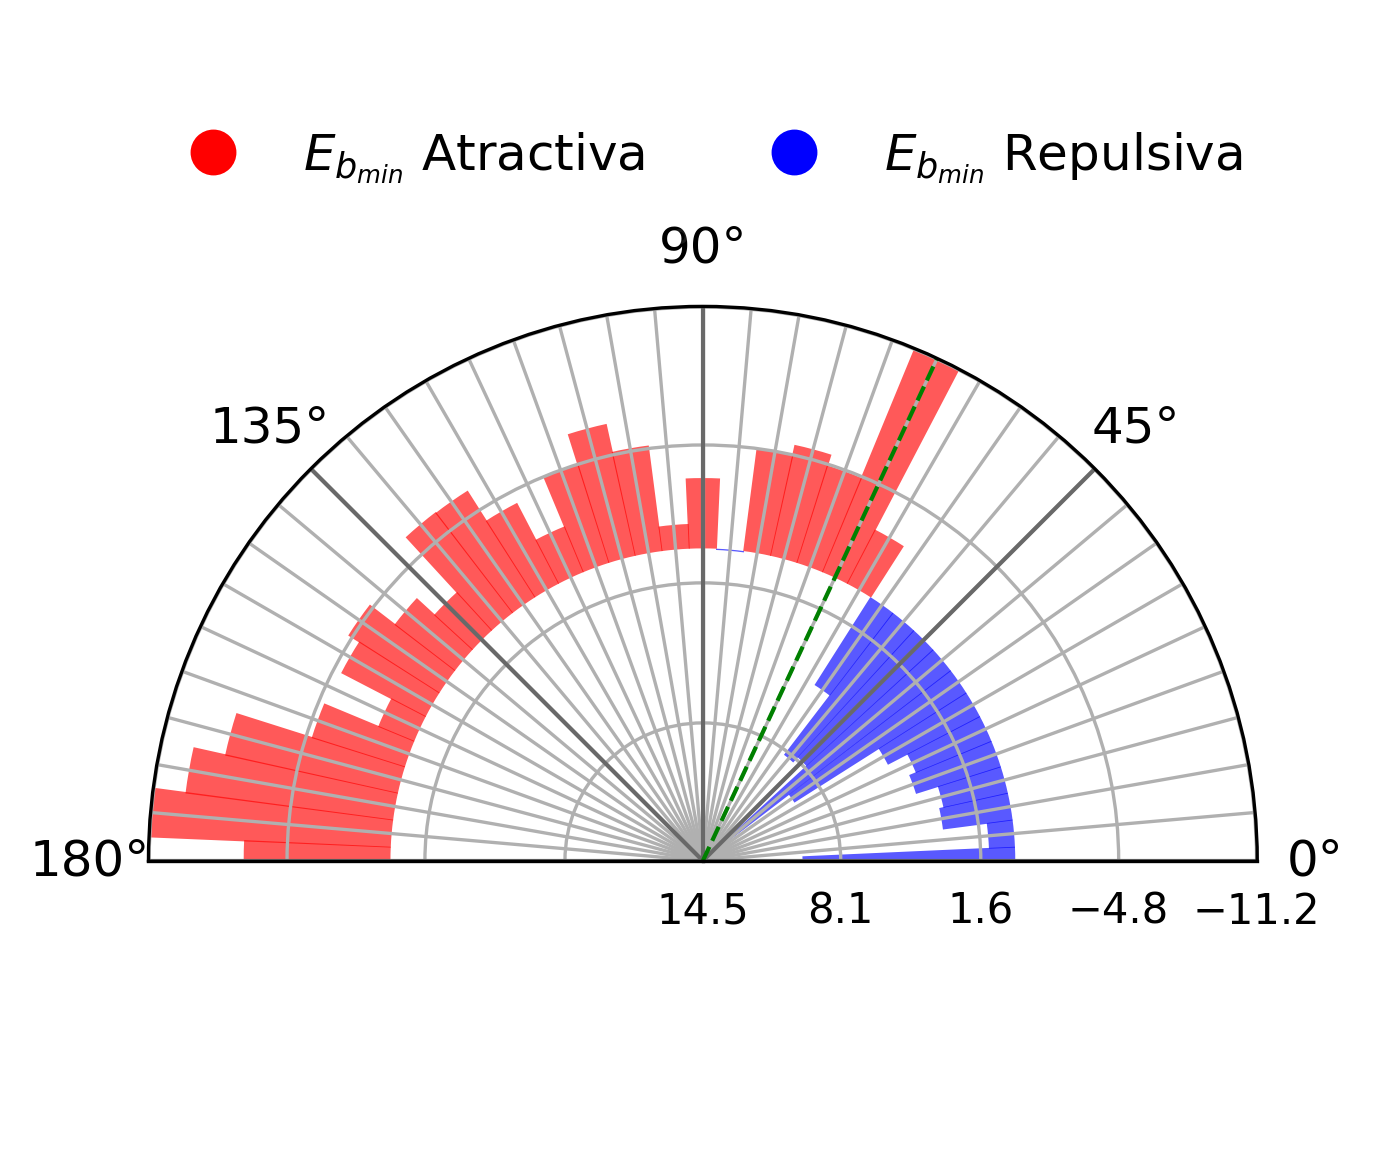 E_{b_{min}} Atractiva E_{b_{min}} Repulsiva
90°
135° 45°
180° 0°
14.5 8.1 1.6 −4.8 −11.2